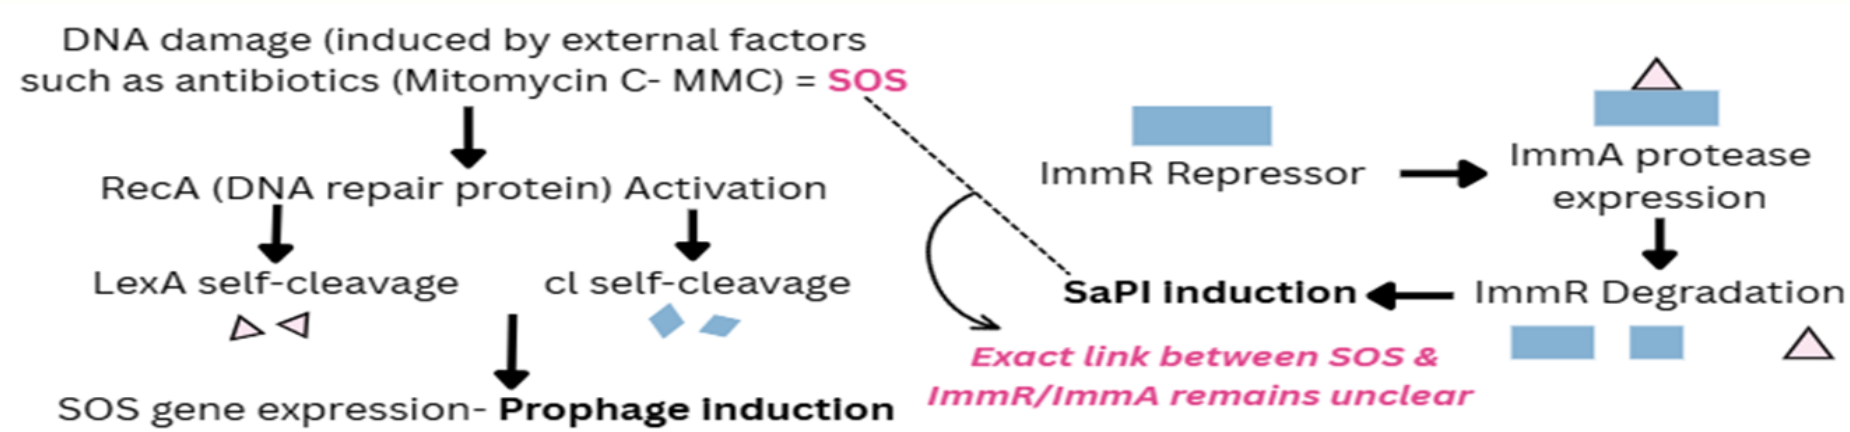 DNA damage (induced by external factors
such as antibiotics (Mitomycin C- MMC) = SOS
RecA (DNA repair protein) Activation
LexA self-cleavage
cl self-cleavage
SOS gene expression- Prophage induction
ImmR Repressor
ImmA protease
expression
ImmR Degradation
SaPI induction
Exact link between SOS &
ImmR/ImmA remains unclear